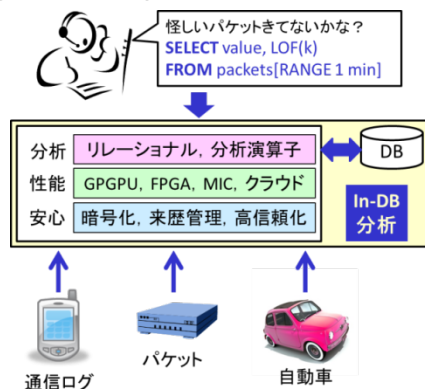 怪しいパケットきてないかな？
SELECT value, LOF(k)
FROM packets[RANGE 1 min]
分析 リレーショナル，分析演算子
DB
性能 GPGPU, FPGA, MIC, クラウド
安心 暗号化，来歴管理，高信頼化
In-DB
分析
通信ログ
パケット
自動車